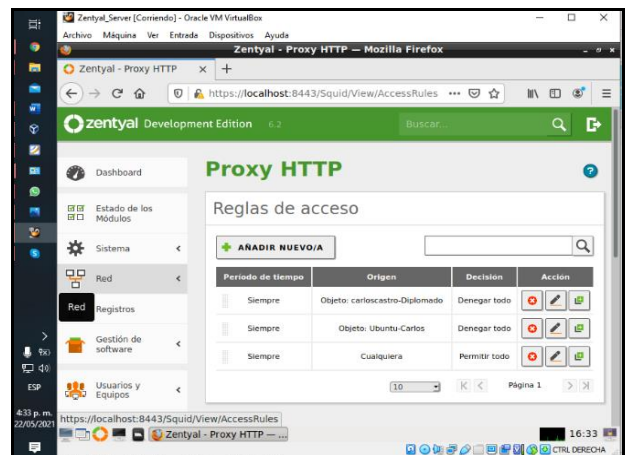 Zentyal_Server [Corriendo] - Oracle VM VirtualBox
Archivo Máquina Ver Entrada Dispositivos Ayuda
Zentyal - Proxy HTTP — Mozilla Firefox
Zentyal - Proxy HTTP
https://localhost:8443/Squid/View/AccessRules
zentyal Development Edition 6.2
Buscar...
Dashboard
Estado de los
Módulos
Sistema
Red
Red
Registros
Gestión de
software
Usuarios y
Equipos
Proxy HTTP
Reglas de acceso
AÑADIR NUEVO/A
Período de tiempo Origen Decisión Acción
Siempre Objeto: carloscastro-Diplomado Denegar todo
Siempre Objeto: Ubuntu-Carlos Denegar todo
Siempre Cualquiera Permitir todo
10 Página 1
https://localhost:8443/Squid/View/AccessRules
Zentyal - Proxy HTTP — ...
16:33
CTRL DERECHA
ESP
4:33 p. m.
22/05/2021